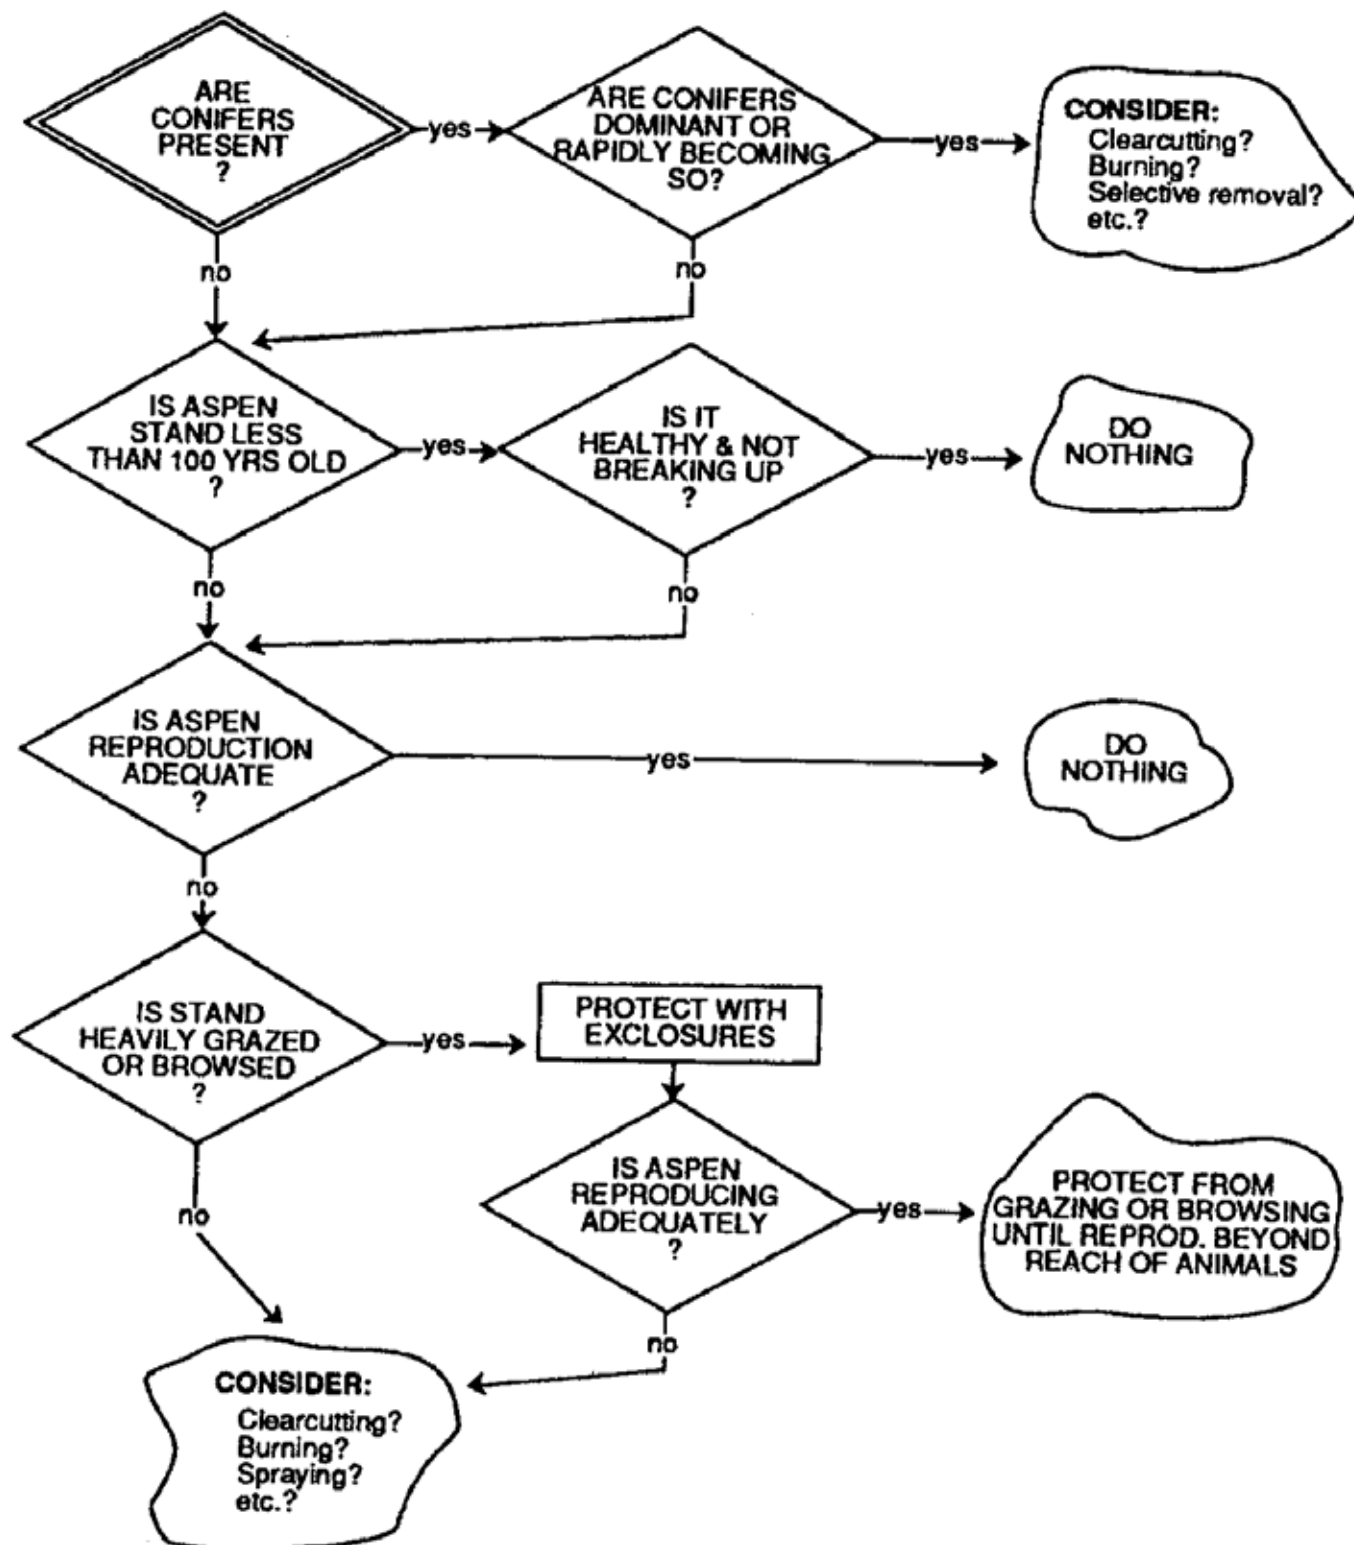 ARE
CONIFERS
PRESENT
?
yes
ARE CONIFERS
DOMINANT OR
RAPIDLY BECOMING
SO?
yes
CONSIDER:
Clearcutting?
Burning?
Selective removal?
etc.?
no
no
IS ASPEN
STAND LESS
THAN 100 YRS OLD
?
yes
IS IT
HEALTHY & NOT
BREAKING UP
?
yes
DO
NOTHING
no
no
IS ASPEN
REPRODUCTION
ADEQUATE
?
yes
DO
NOTHING
no
IS STAND
HEAVILY GRAZED
OR BROWSED
?
yes
PROTECT WITH
EXCLOSURES
IS ASPEN
REPRODUCING
ADEQUATELY
?
yes
PROTECT FROM
GRAZING OR BROWSING
UNTIL REPROD. BEYOND
REACH OF ANIMALS
no
no
CONSIDER:
Clearcutting?
Burning?
Spraying?
etc.?